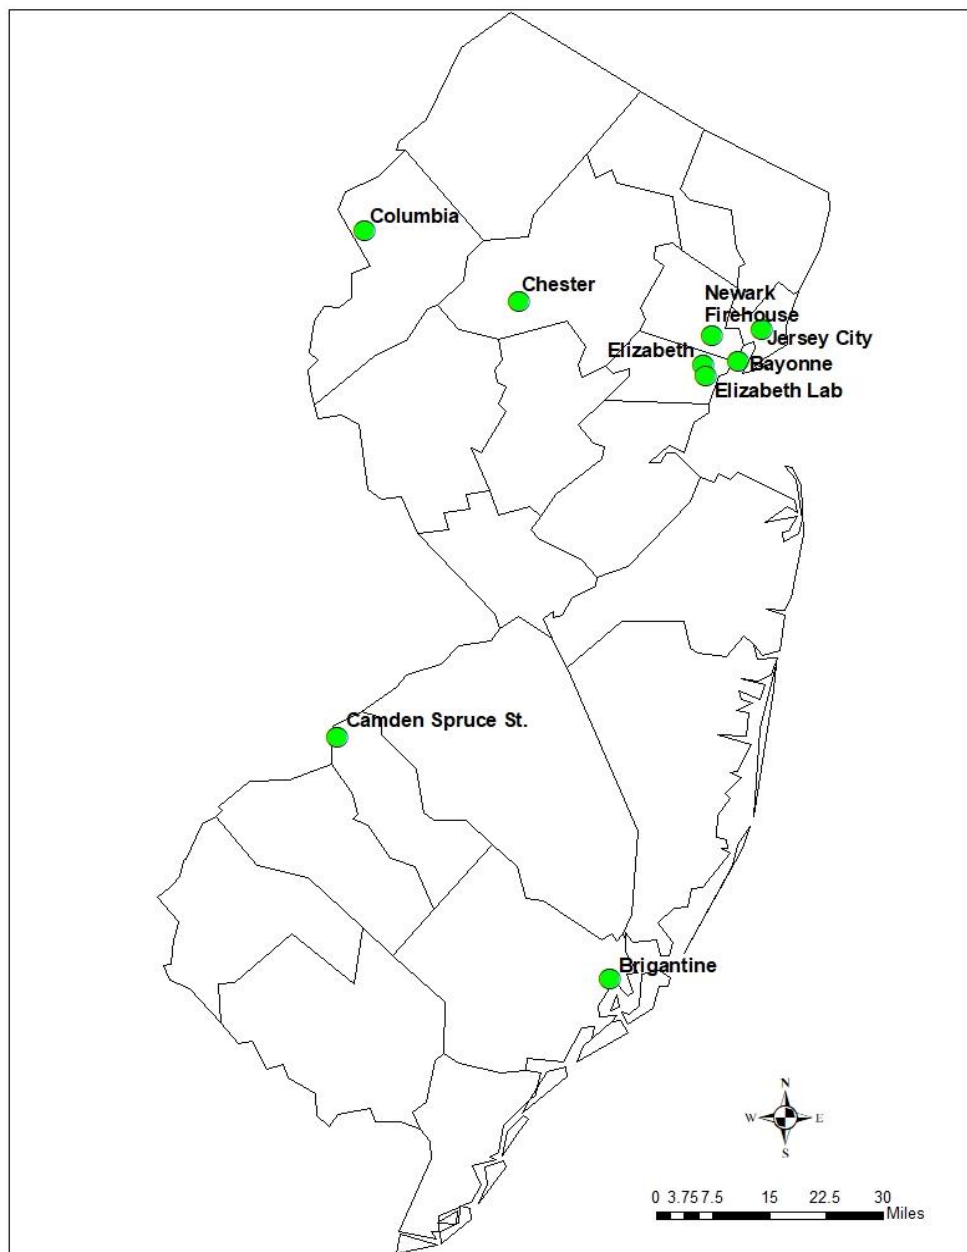 Columbia
Chester
Newark
Firehouse
Jersey City
Elizabeth
Bayonne
Elizabeth Lab
Camden Spruce St.
Brigantine
N
W E
S
0 3.75 7.5 15 22.5 30
Miles